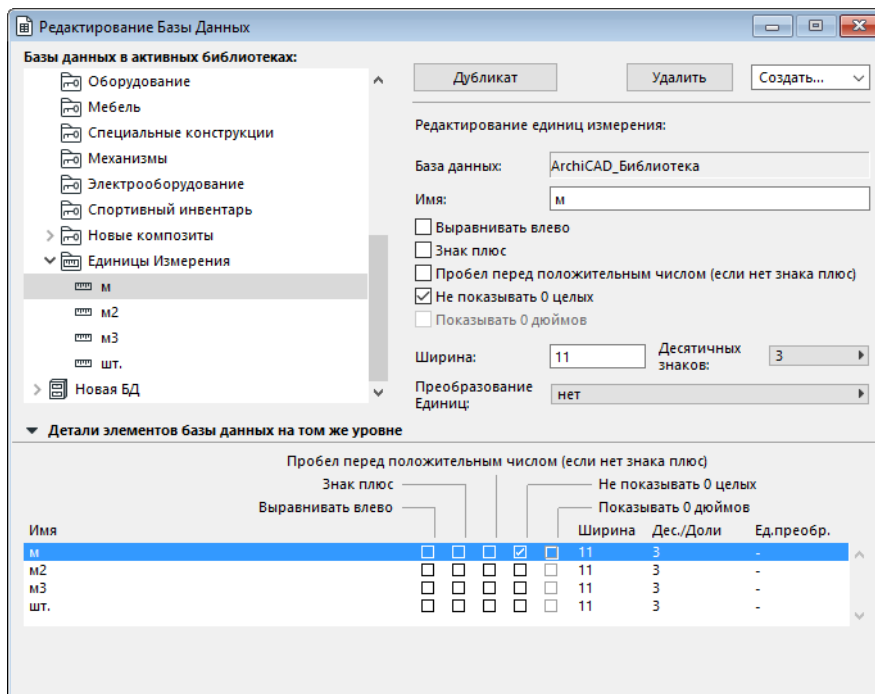 Редактирование Базы Данных
Базы данных в активных библиотеках:
Оборудование
Мебель
Специальные конструкции
Механизмы
Электрооборудование
Спортивный инвентарь
Новые композиты
Единицы Измерения
м
м2
м3
шт.
Новая БД
Дубликат Удалить Создать...
Редактирование единиц измерения:
База данных: ArchiCAD_Библиотека
Имя: м
Выравнивать влево
Знак плюс
Пробел перед положительным числом (если нет знака плюс)
Не показывать 0 целых
Показывать 0 дюймов
Ширина: 11 Десятичных
знаков: 3
Преобразование
Единиц: нет
Детали элементов базы данных на том же уровне
Пробел перед положительным числом (если нет знака плюс)
Знак плюс Не показывать 0 целых
Выравнивать влево Показывать 0 дюймов
Имя Ширина Дес./Доли Ед.преобр.
м 11 3 -
м2 11 3 -
м3 11 3 -
шт. 11 3 -